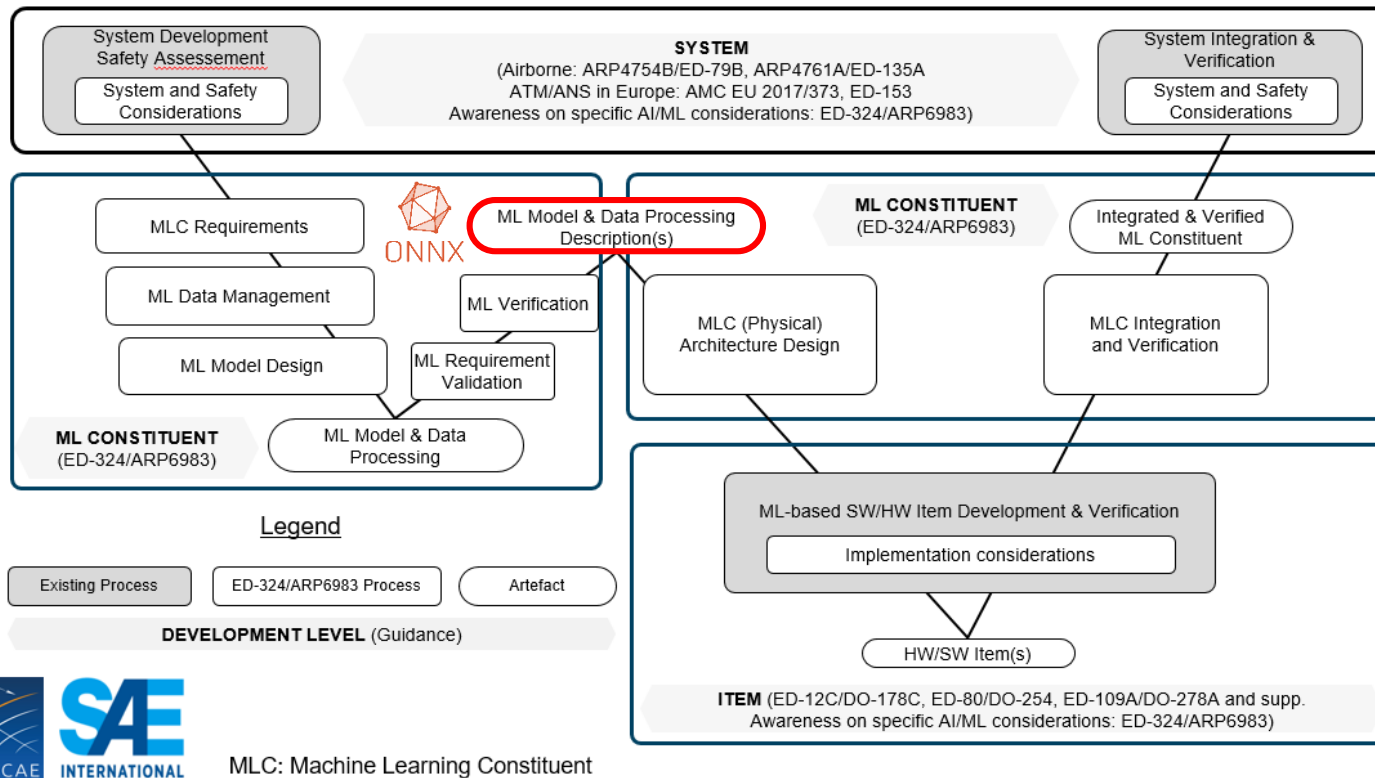 System Development
Safety Assessement
System and Safety
Considerations
SYSTEM
(Airborne: ARP4754B/ED-79B, ARP4761A/ED-135A
ATM/ANS in Europe: AMC EU 2017/373, ED-153
Awareness on specific AI/ML considerations: ED-324/ARP6983)
System Integration &
Verification
System and Safety
Considerations
MLC Requirements
ML Data Management
ML Model Design
ONNX
ML Model & Data Processing
Description(s)
ML Verification
ML Requirement
Validation
ML CONSTITUENT
(ED-324/ARP6983)
ML Model & Data
Processing
ML CONSTITUENT
(ED-324/ARP6983)
Integrated & Verified
ML Constituent
MLC (Physical)
Architecture Design
MLC Integration
and Verification
ML-based SW/HW Item Development & Verification
Implementation considerations
HW/SW Item(s)
ITEM (ED-12C/DO-178C, ED-80/DO-254, ED-109A/DO-278A and supp.
Awareness on specific AI/ML considerations: ED-324/ARP6983)
Legend
Existing Process
ED-324/ARP6983 Process
Artefact
DEVELOPMENT LEVEL (Guidance)
CAE
SAE
INTERNATIONAL
MLC: Machine Learning Constituent